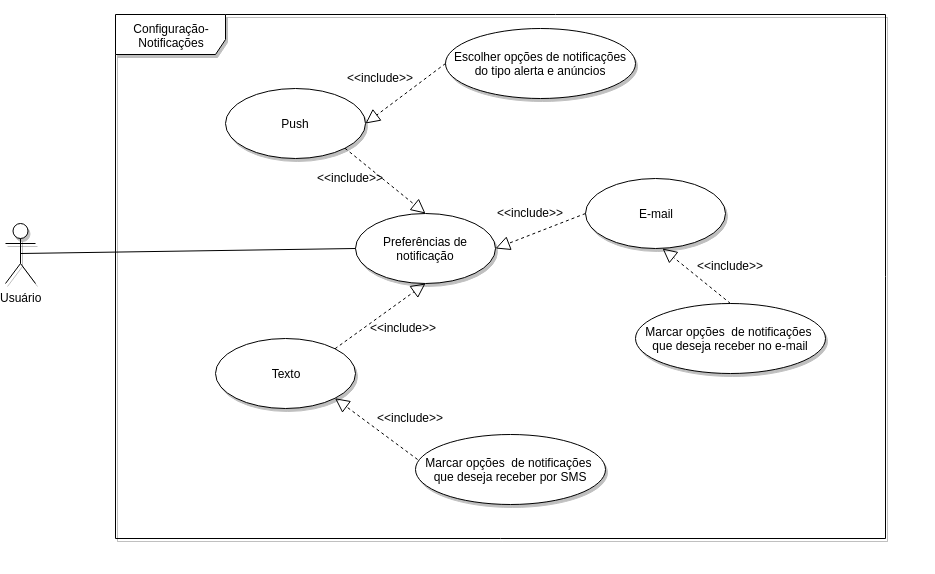 Configuração-
Notificações
Escolher opções de notificações
do tipo alerta e anúncios
<<include>>
Push
<<include>>
E-mail
<<include>>
Preferências de
notificação
<<include>>
Usuário
<<include>>
Marcar opções  de notificações
que deseja receber no e-mail
Texto
<<include>>
Marcar opções  de notificações
que deseja receber por SMS